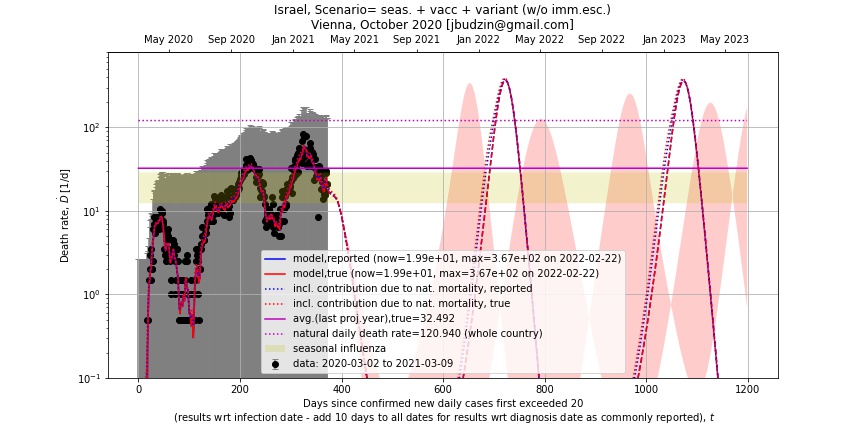 Israel, Scenario= seas. + vacc + variant (w/o imm.esc.)
Vienna, October 2020 [jbudzin@gmail.com]
May 2020 Sep 2020 Jan 2021 May 2021 Sep 2021 Jan 2022 May 2022 Sep 2022 Jan 2023 May 2023
Death rate, D [1/d]
10²
10¹
10⁰
10⁻¹
model,reported (now=1.99e+01, max=3.67e+02 on 2022-02-22)
model,true (now=1.99e+01, max=3.67e+02 on 2022-02-22)
incl. contribution due to nat. mortality, reported
incl. contribution due to nat. mortality, true
avg.(last proj.year),true=32.492
natural daily death rate=120.940 (whole country)
seasonal influenza
data: 2020-03-02 to 2021-03-09
0 200 400 600 800 1000 1200
Days since confirmed new daily cases first exceeded 20
(results wrt infection date - add 10 days to all dates for results wrt diagnosis date as commonly reported), t